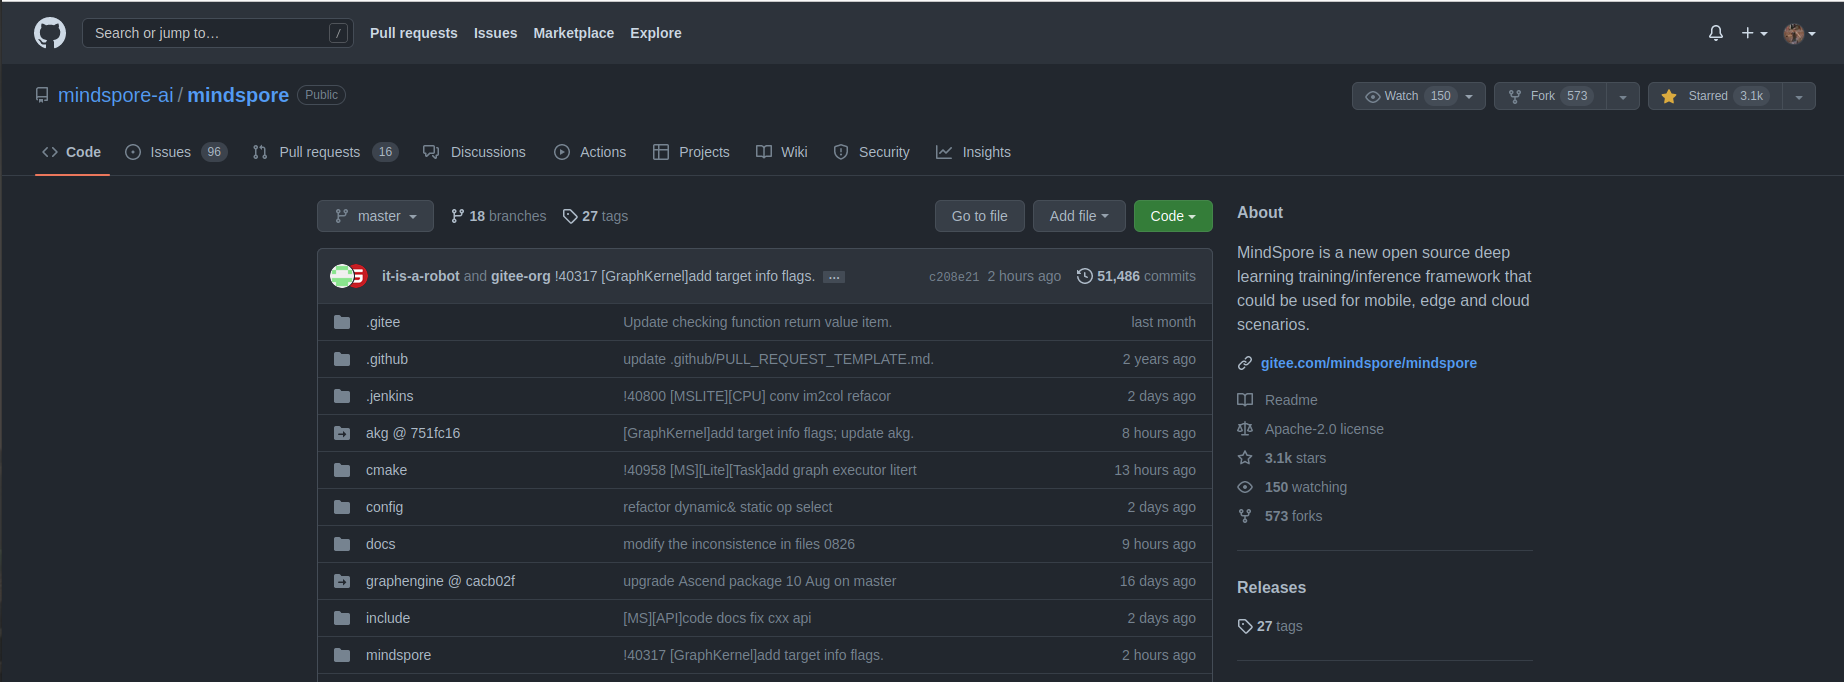 Search or jump to… /
Pull requests Issues Marketplace Explore
mindspore-ai / mindspore Public
Watch 150 Fork 573 Starred 3.1k
Code Issues 96 Pull requests 16 Discussions Actions Projects Wiki Security Insights
master 18 branches 27 tags Go to file Add file Code
it-is-a-robot and gitee-org !40317 [GraphKernel]add target info flags. … c208e21 2 hours ago 51,486 commits
.gitee Update checking function return value item. last month
.github update .github/PULL_REQUEST_TEMPLATE.md. 2 years ago
.jenkins !40800 [MSLITE][CPU] conv im2col refacor 2 days ago
akg @ 751fc16 [GraphKernel]add target info flags; update akg. 8 hours ago
cmake !40958 [MS][Lite][Task]add graph executor litert 13 hours ago
config refactor dynamic& static op select 2 days ago
docs modify the inconsistence in files 0826 9 hours ago
graphengine @ cacb02f upgrade Ascend package 10 Aug on master 16 days ago
include [MS][API]code docs fix cxx api 2 days ago
mindspore !40317 [GraphKernel]add target info flags. 2 hours ago
About
MindSpore is a new open source deep
learning training/inference framework that
could be used for mobile, edge and cloud
scenarios.
gitee.com/mindspore/mindspore
Readme
Apache-2.0 license
3.1k stars
150 watching
573 forks
Releases
27 tags